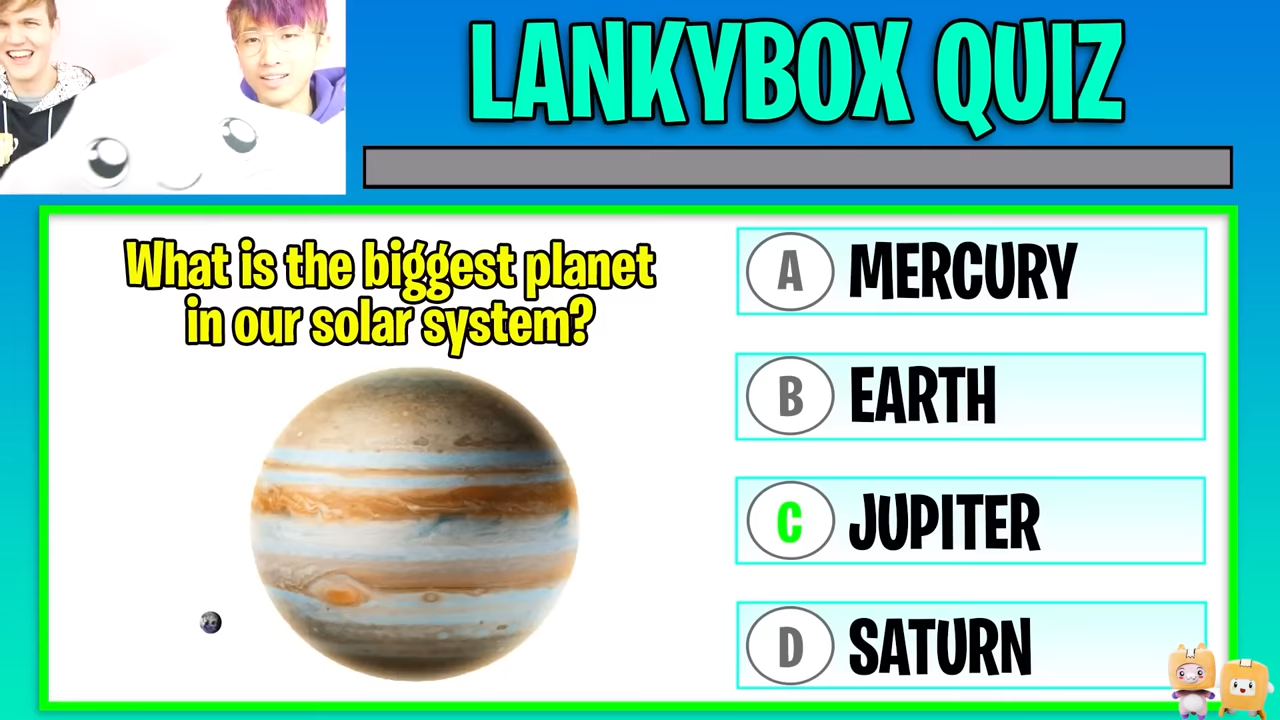 LANKYBOX QUIZ
What is the biggest planet
in our solar system?
A MERCURY
B EARTH
C JUPITER
D SATURN